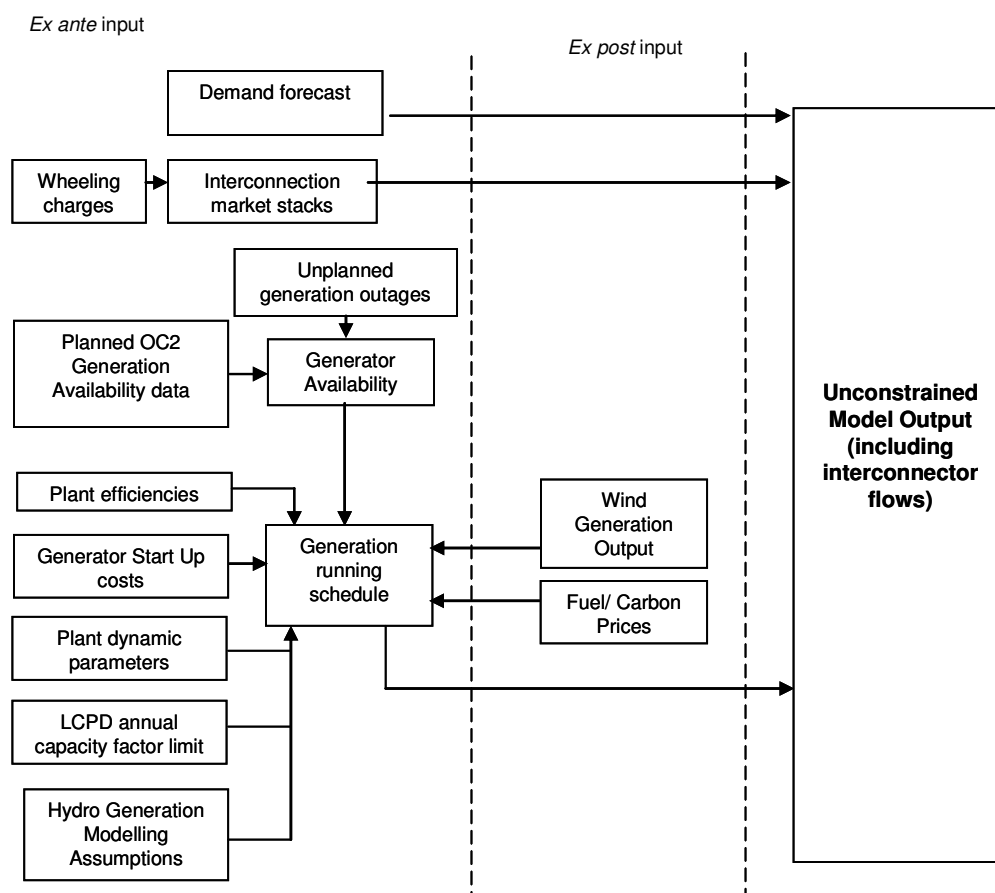 Ex ante input
Ex post input
Demand forecast
Wheeling
charges
Interconnection
market stacks
Unplanned
generation outages
Planned OC2
Generation
Availability data
Generator
Availability
Plant efficiencies
Generator Start Up
costs
Plant dynamic
parameters
LCPD annual
capacity factor limit
Hydro Generation
Modelling
Assumptions
Generation
running
schedule
Wind
Generation
Output
Fuel/ Carbon
Prices
Unconstrained
Model Output
(including
interconnector
flows)